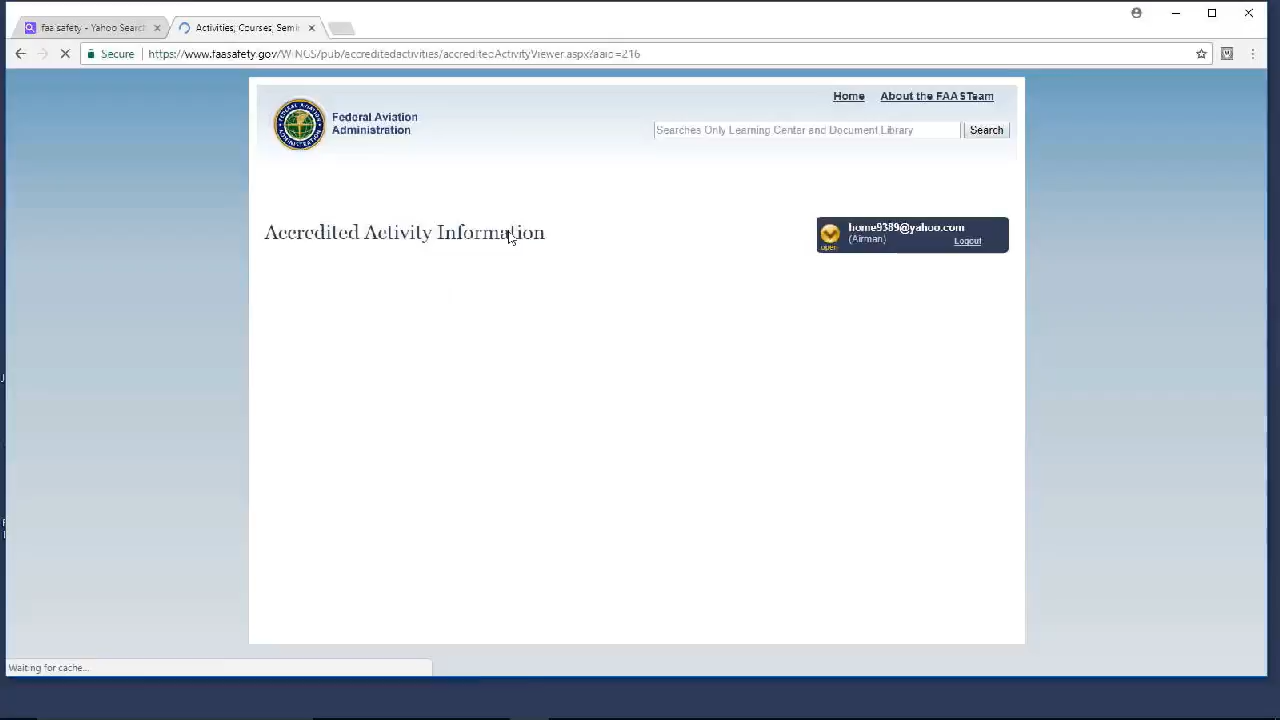 faa safety - Yahoo Search
Activities, Courses, Semin
Secure
https://www.faasafety.gov/WINGS/pub/accreditedactivities/accreditedActivityViewer.aspx?aaid=216
Home About the FAASTeam
Federal Aviation
Administration
Searches Only Learning Center and Document Library Search
Accredited Activity Information
home9389@yahoo.com
(Airman) Logout
open
Waiting for cache...